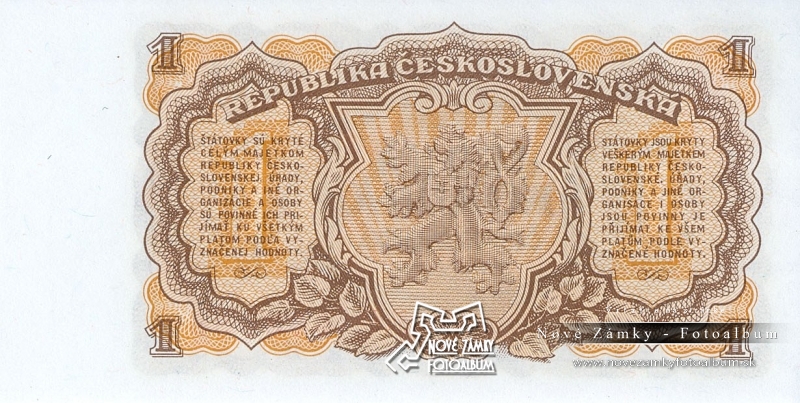 1
1
REPUBLIKA ČESKOSLOVENSKÁ
ŠTÁTOVKY SÚ KRYTÉ
CELÝM MAJETKOM
REPUBLIKY ČESKO-
SLOVENSKEJ. ÚRADY,
PODNIKY A INÉ OR-
GANIZÁCIE A OSOBY
SÚ POVINNÉ ICH PRI-
JÍMAŤ KU VŠETKÝM
PLATOM PODĽA VY-
ZNAČENEJ HODNOTY.
STÁTOVKY JSOU KRYTY
VEŠKERÝM MAJETKEM
REPUBLIKY ČESKO-
SLOVENSKÉ. ÚŘADY,
PODNIKY A JINÉ OR-
GANISACE I OSOBY
JSOU POVINNY JE
PŘIJÍMAT KE VŠEM
PLATŮM PODLE VY-
ZNAČENÉ HODNOTY.
1
1
NOVÉ ZÁMKY
FOTOALBUM
Nové Zámky - Fotoalbum
www.novezamkyfotoalbum.sk